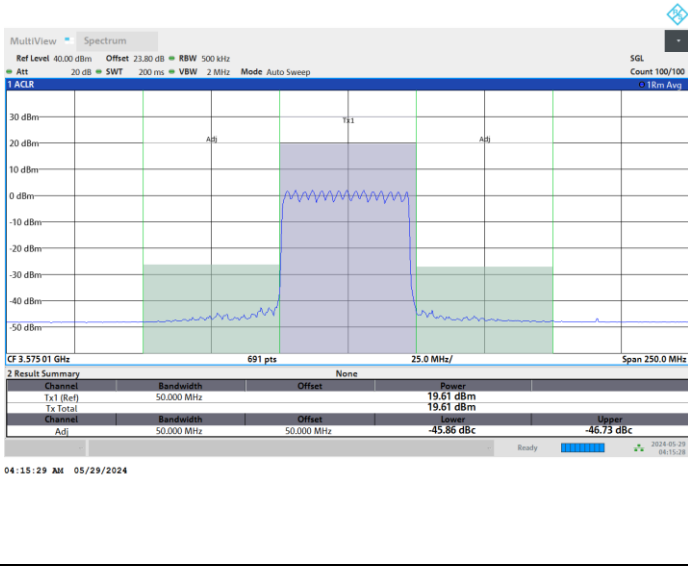 MultiView Spectrum
Ref Level 40.00 dBm Offset 23.80 dB RBW 500 kHz SGL
Att 20 dB SWT 200 ms VBW 2 MHz Mode Auto Sweep Count 100/100
1 ACLR 1Rm Avg
30 dBm
Tx1
20 dBm
Adj Adj
10 dBm
0 dBm
-10 dBm
-20 dBm
-30 dBm
-40 dBm
-50 dBm
CF 3.575 01 GHz 691 pts 25.0 MHz/ Span 250.0 MHz
2 Result Summary None
Channel Bandwidth Offset Power
Tx1 (Ref) 50.000 MHz 19.61 dBm
Tx Total 19.61 dBm
Channel Bandwidth Offset Lower Upper
Adj 50.000 MHz 50.000 MHz -45.86 dBc -46.73 dBc
Ready 2024-05-29
04:15:28
04:15:29 AM 05/29/2024